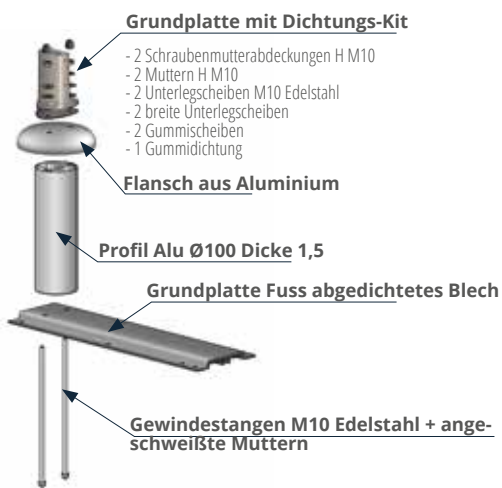 Grundplatte mit Dichtungs-Kit
- 2 Schraubenmutterabdeckungen H M10
- 2 Muttern H M10
- 2 Unterlegscheiben M10 Edelstahl
- 2 breite Unterlegscheiben
- 2 Gummischeiben
- 1 Gummidichtung
Flansch aus Aluminium
Profil Alu Ø100 Dicke 1,5
Grundplatte Fuss abgedichtetes Blech
Gewindestangen M10 Edelstahl + ange-
schweißte Muttern